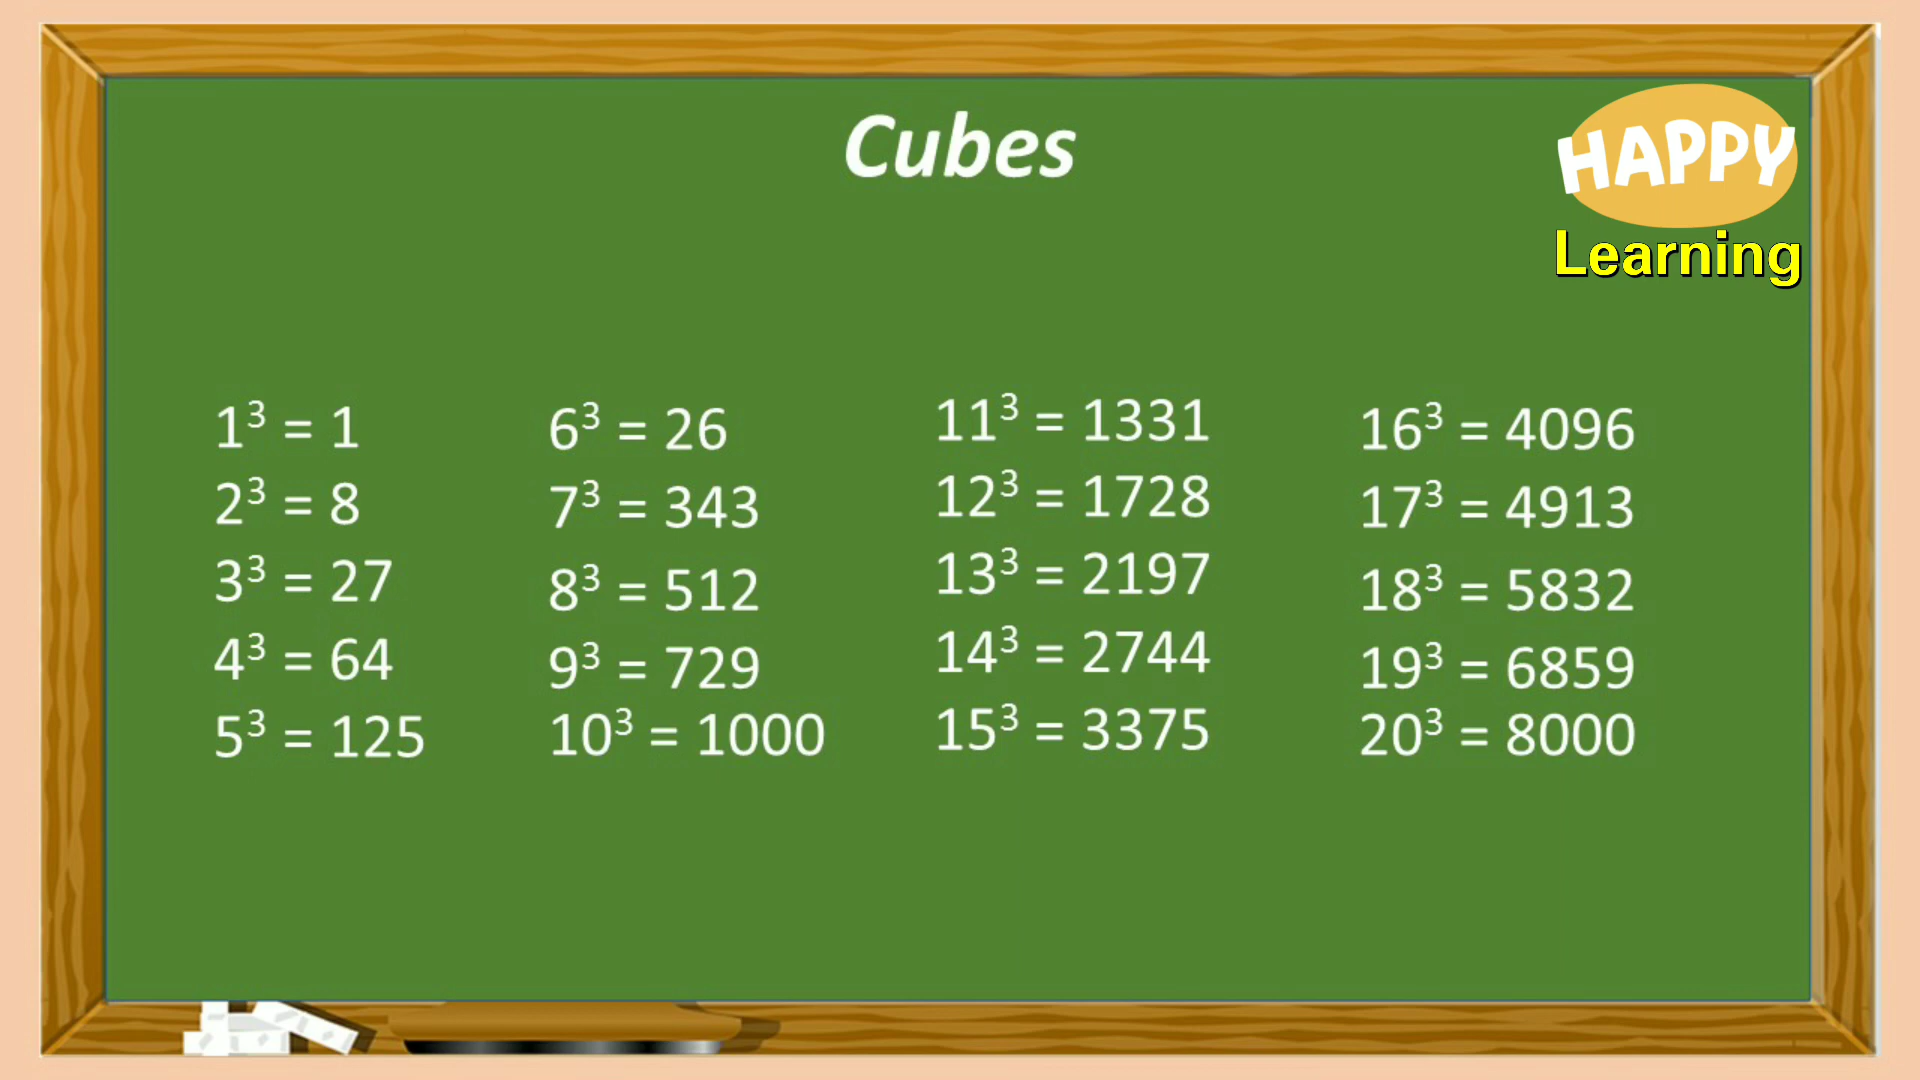 Cubes
HAPPY
Learning
1³ = 1
2³ = 8
3³ = 27
4³ = 64
5³ = 125
6³ = 26
7³ = 343
8³ = 512
9³ = 729
10³ = 1000
11³ = 1331
12³ = 1728
13³ = 2197
14³ = 2744
15³ = 3375
16³ = 4096
17³ = 4913
18³ = 5832
19³ = 6859
20³ = 8000